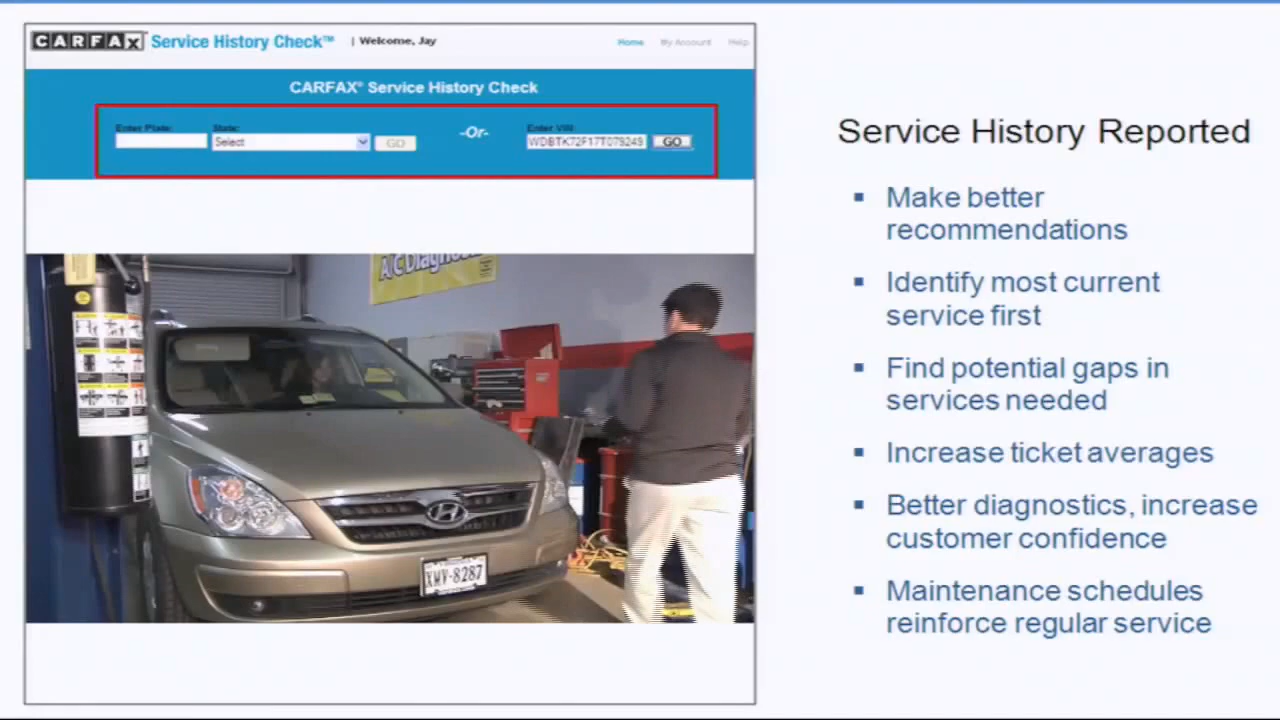 CARFAX Service History Check™ | Welcome, Jay Home My Account Help
CARFAX® Service History Check
Enter Plate: State: -Or- Enter VIN:
Select GO WDBTK72F17T079249 GO
A/C Diagnosis
XMV-8287
Service History Reported
▪ Make better
recommendations
▪ Identify most current
service first
▪ Find potential gaps in
services needed
▪ Increase ticket averages
▪ Better diagnostics, increase
customer confidence
▪ Maintenance schedules
reinforce regular service